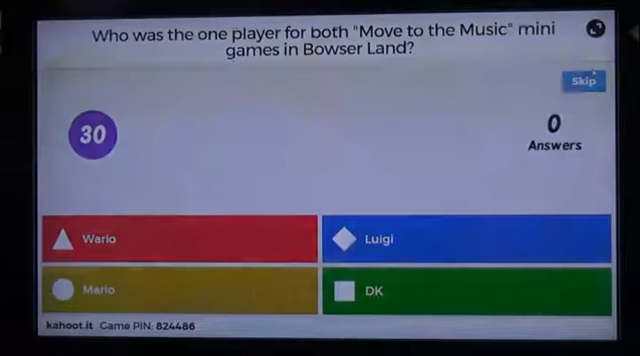 Who was the one player for both "Move to the Music" mini
games in Bowser Land?
Skip
30
0
Answers
Wario
Luigi
Mario
DK
kahoot.it Game PIN: 824486